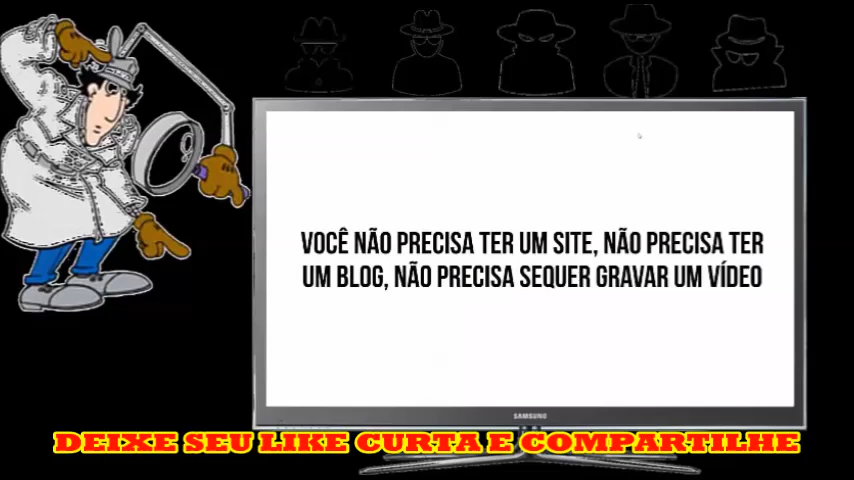 VOCÊ NÃO PRECISA TER UM SITE, NÃO PRECISA TER
UM BLOG, NÃO PRECISA SEQUER GRAVAR UM VÍDEO
SAMSUNG
DEIXE SEU LIKE CURTA E COMPARTILHE